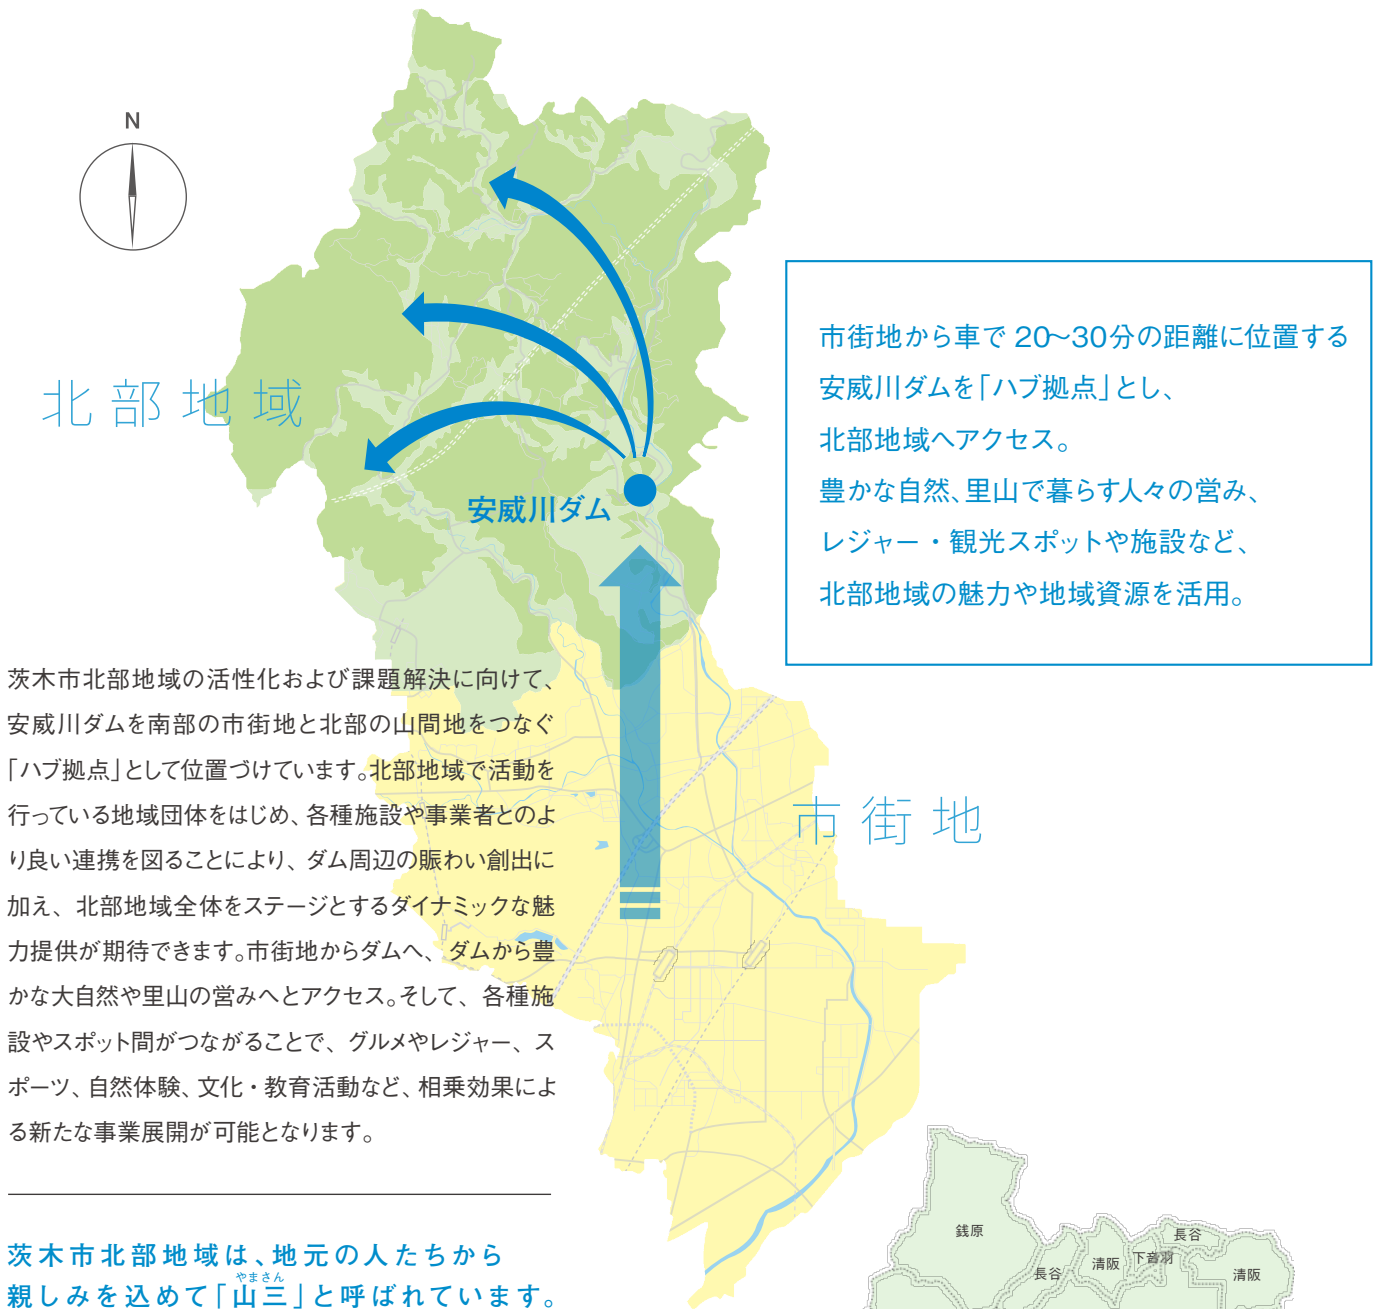 N
北部地域
安威川ダム
市街地から車で 20〜30分の距離に位置する
安威川ダムを「ハブ拠点」とし、
北部地域へアクセス。
豊かな自然、里山で暮らす人々の営み、
レジャー・観光スポットや施設など、
北部地域の魅力や地域資源を活用。
茨木市北部地域の活性化および課題解決に向けて、
安威川ダムを南部の市街地と北部の山間地をつなぐ
「ハブ拠点」として位置づけています。北部地域で活動を
行っている地域団体をはじめ、各種施設や事業者とのよ
り良い連携を図ることにより、ダム周辺の賑わい創出に
加え、北部地域全体をステージとするダイナミックな魅
力提供が期待できます。市街地からダムへ、ダムから豊
かな大自然や里山の営みへとアクセス。そして、各種施
設やスポット間がつながることで、グルメやレジャー、ス
ポーツ、自然体験、文化・教育活動など、相乗効果によ
る新たな事業展開が可能となります。
市街地
茨木市北部地域は、地元の人たちから
やまさん
親しみを込めて「山三」と呼ばれています。
銭原
長谷
清阪
下音羽
長谷
清阪